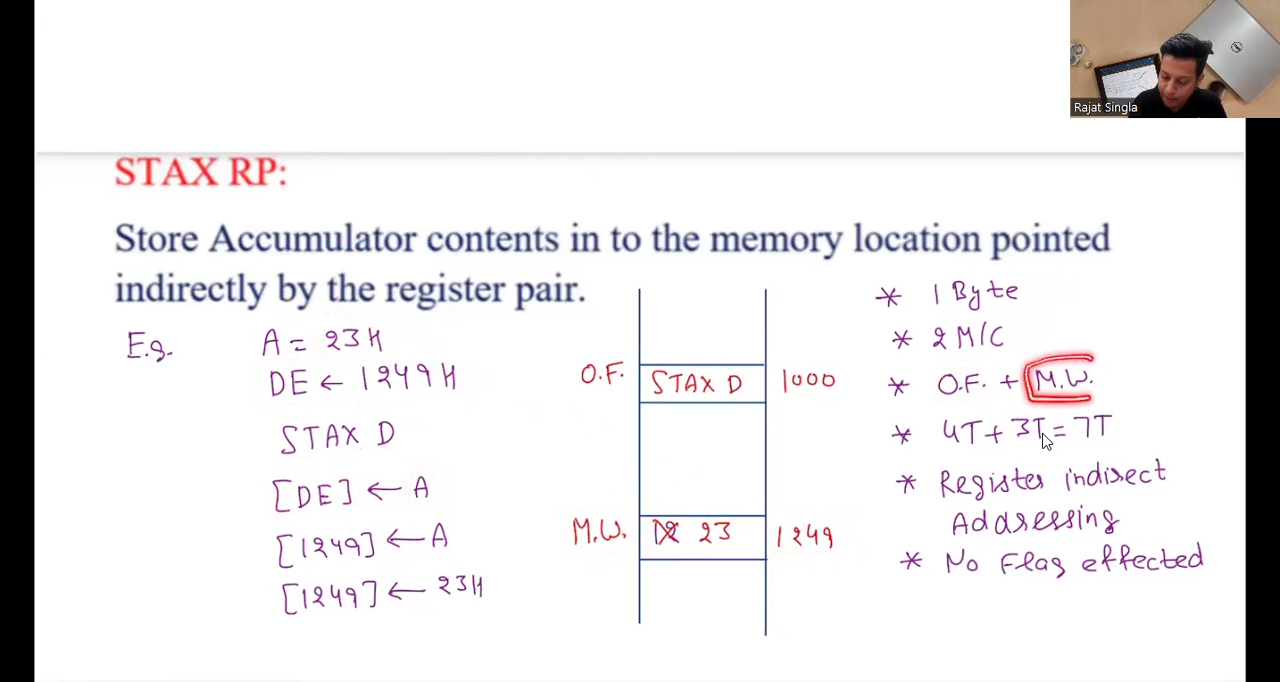 Rajat Singla
STAX RP:
Store Accumulator contents in to the memory location pointed
indirectly by the register pair.
E.g. A = 23H
DE ← 1249H
STAX D
[DE] ← A
[1249] ← A
[1249] ← 23H
O.F. STAX D 1000
M.W. 23 1249
* 1 Byte
* 2 M/C
* O.F. + M.W.
* 4T + 3T = 7T
* Register indirect
Addressing
* No Flag effected